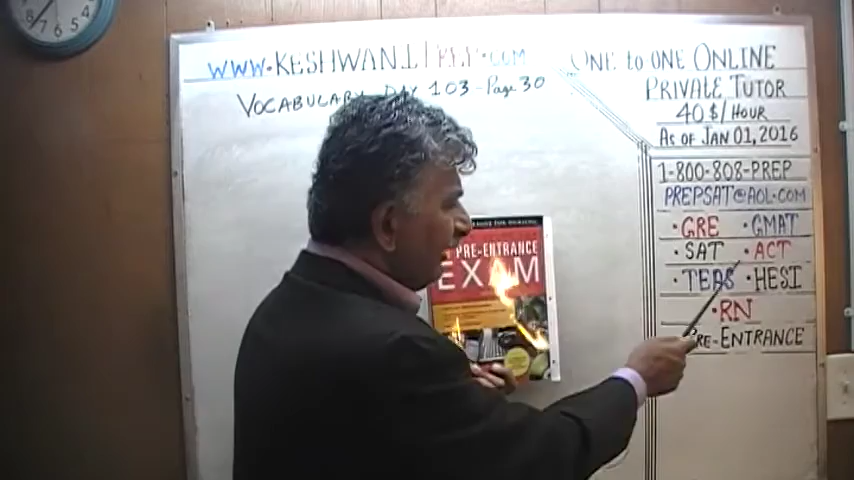 WWW.KESHWANIPREP.COM
VOCABULARY DAY 103 - Page 30
ONE to ONE ONLINE
PRIVATE TUTOR
40$/HOUR
AS OF JAN 01, 2016
1-800-808-PREP
PREPSAT@AOL.COM
• GRE • GMAT
• SAT • ACT
• TEAS • HESI
• RN
PRE-ENTRANCE
PRE-ENTRANCE
EXAM